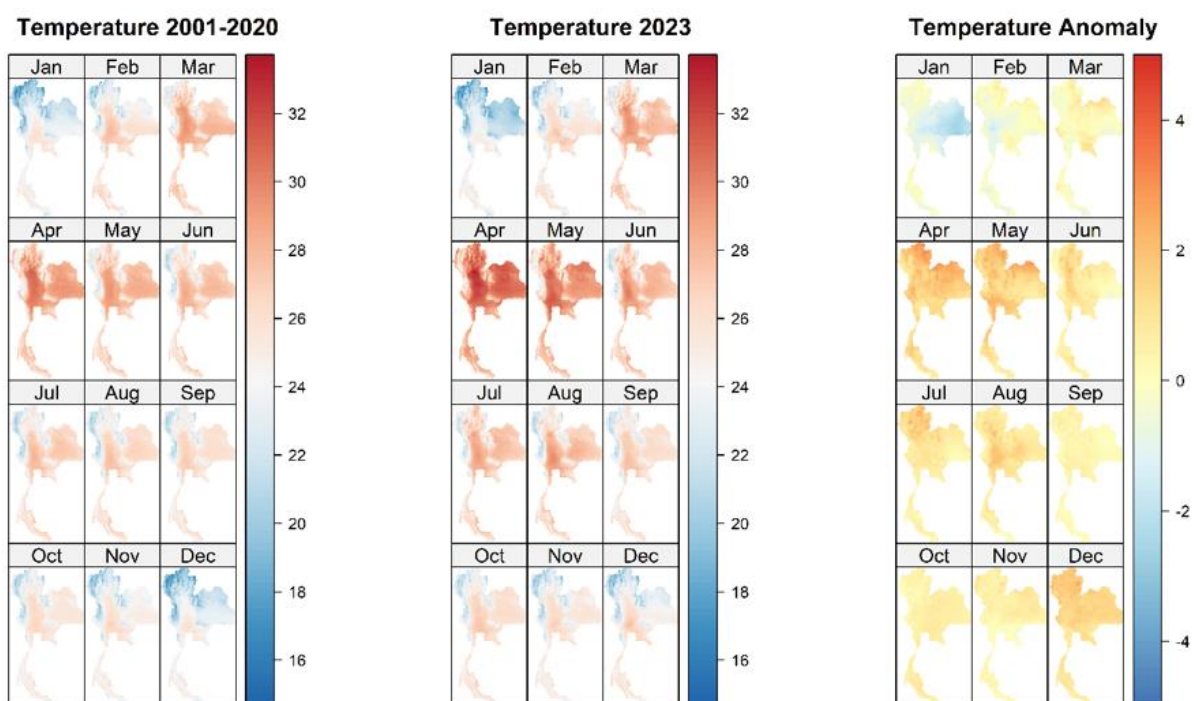 Temperature 2001-2020
Jan Feb Mar
Apr May Jun
Jul Aug Sep
Oct Nov Dec
32
30
28
26
24
22
20
18
16
Temperature 2023
Jan Feb Mar
Apr May Jun
Jul Aug Sep
Oct Nov Dec
32
30
28
26
24
22
20
18
16
Temperature Anomaly
Jan Feb Mar
Apr May Jun
Jul Aug Sep
Oct Nov Dec
4
2
0
-2
-4